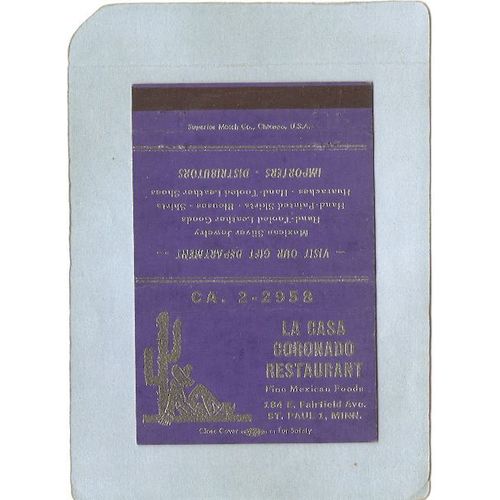 Superior Match Co., Chicago, U.S.A.
— VISIT OUR GIFT DEPARTMENT —
Mexican Silver Jewelry
Hand-Tooled Leather Goods
Hand-Painted Skirts - Blouses - Shirts
Huaraches - Hand-Tooled Leather Shoes
IMPORTERS - DISTRIBUTORS
CA. 2-2958
LA CASA
CORONADO
RESTAURANT
Fine Mexican Foods
184 E. Fairfield Ave.
ST. PAUL 1, MINN.
Close Cover For Safety